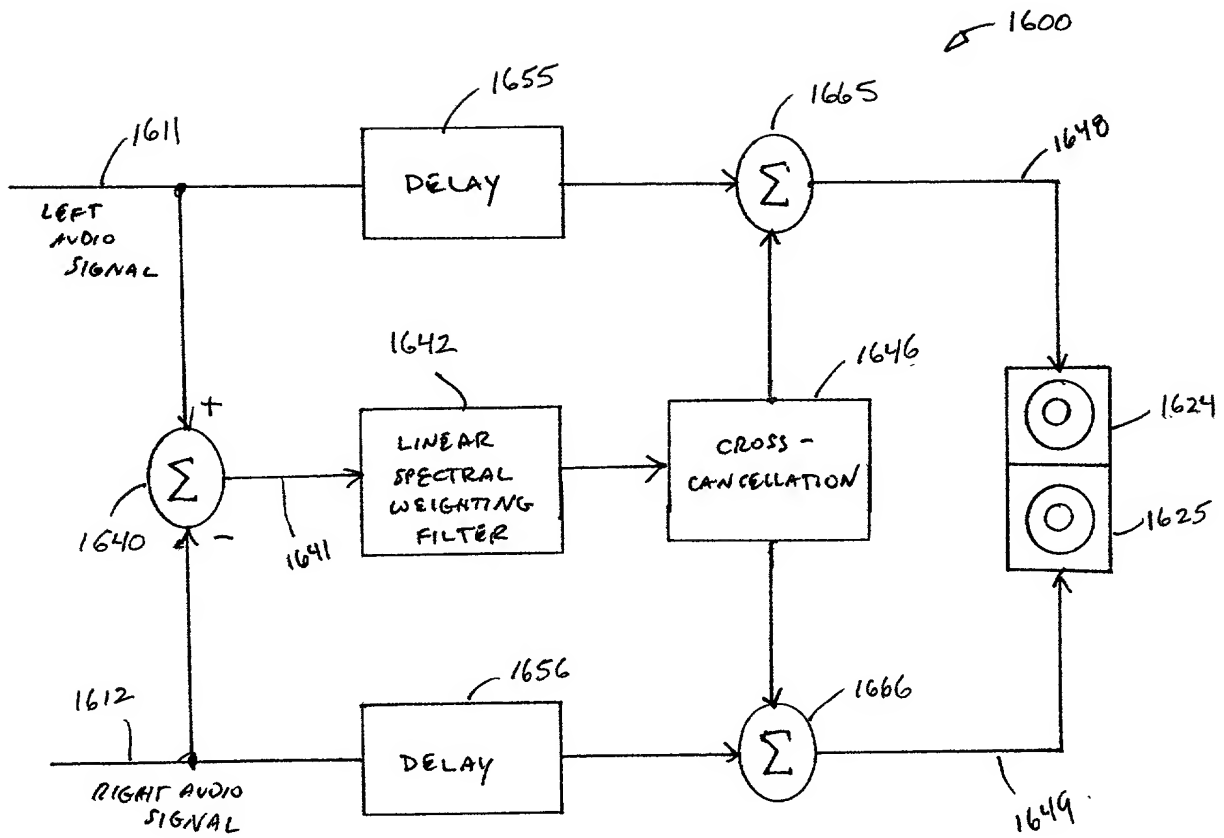 1600
1655
1665
1611
1648
DELAY
Σ
LEFT
AUDIO
SIGNAL
1642
1646
1624
+
LINEAR
SPECTRAL
WEIGHTING
FILTER
CROSS-
CANCELLATION
Σ
1640
-
1641
1625
1656
1666
1612
DELAY
Σ
RIGHT AUDIO
SIGNAL
1649